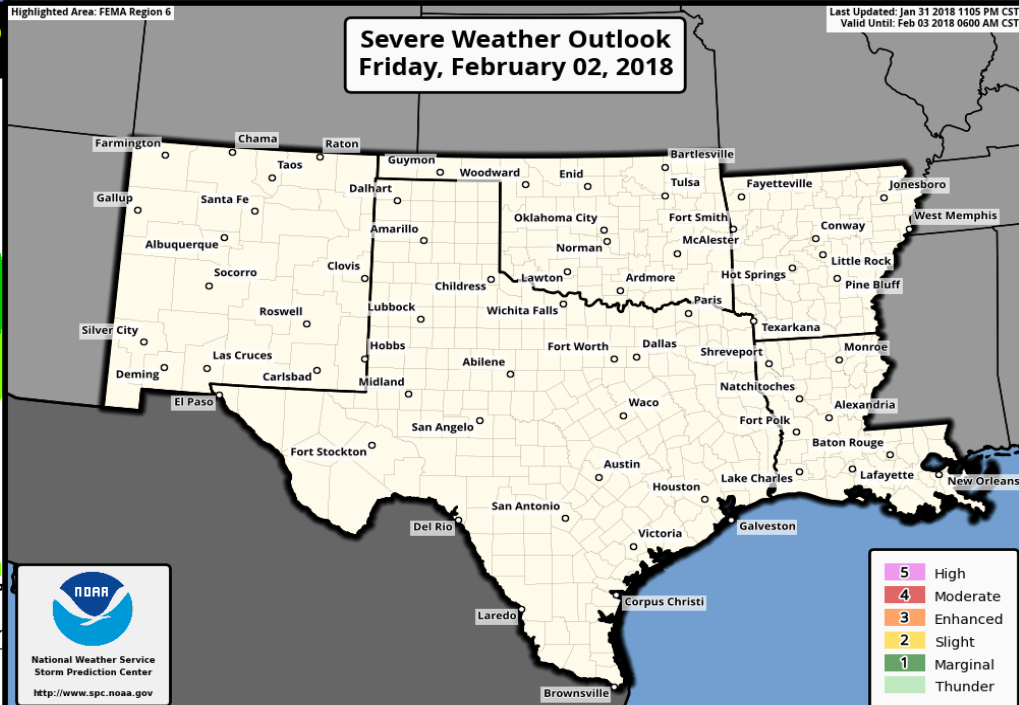 Highlighted Area: FEMA Region 6
Last Updated: Jan 31 2018 1105 PM CST
Valid Until: Feb 03 2018 0600 AM CST
Severe Weather Outlook
Friday, February 02, 2018
Farmington
Chama
Raton
Guymon
Bartlesville
Taos
Woodward
Enid
Tulsa
Fayetteville
Jonesboro
Dalhart
Gallup
Santa Fe
Oklahoma City
Fort Smith
West Memphis
Amarillo
Conway
Albuquerque
Norman
McAlester
Little Rock
Clovis
Socorro
Hot Springs
Lawton
Ardmore
Childress
Pine Bluff
Paris
Lubbock
Roswell
Wichita Falls
Texarkana
Silver City
Hobbs
Fort Worth
Dallas
Monroe
Shreveport
Las Cruces
Abilene
Deming
Carlsbad
Midland
Natchitoches
El Paso
Waco
Alexandria
San Angelo
Fort Polk
Baton Rouge
Fort Stockton
Austin
Lake Charles
Lafayette
New Orleans
Houston
San Antonio
Del Rio
Galveston
Victoria
Corpus Christi
Laredo
Brownsville
NOAA
National Weather Service
Storm Prediction Center
http://www.spc.noaa.gov
5 High
4 Moderate
3 Enhanced
2 Slight
1 Marginal
Thunder